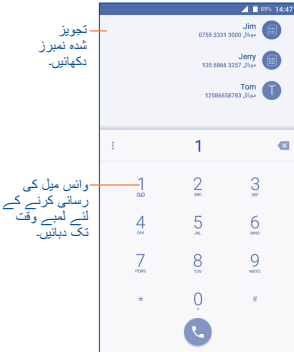 89% 14:47
تجویز
شدہ نمبرز
دکھائیں۔
Jim
موبائل 0755 3331 3000
Jerry
موبائل 135 6866 3257
Tom
موبائل 12586658783
T
1
وائس میل کی
رسائی کرنے کے
لئے لمبے وقت
تک دبائیں۔
1 2 3
ABC DEF
4 5 6
GHI JKL MNO
7 8 9
PQRS TUV WXYZ
* 0 #
+